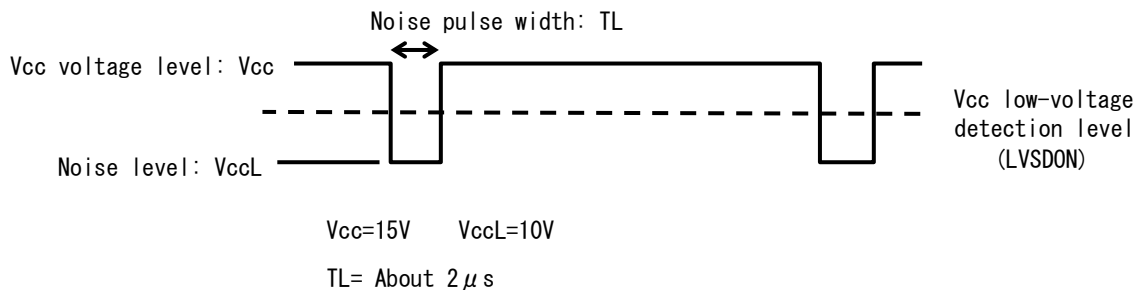 Noise pulse width: TL
Vcc voltage level: Vcc
Vcc low-voltage
detection level
(LVSDON)
Noise level: VccL
Vcc=15V VccL=10V
TL= About 2μs